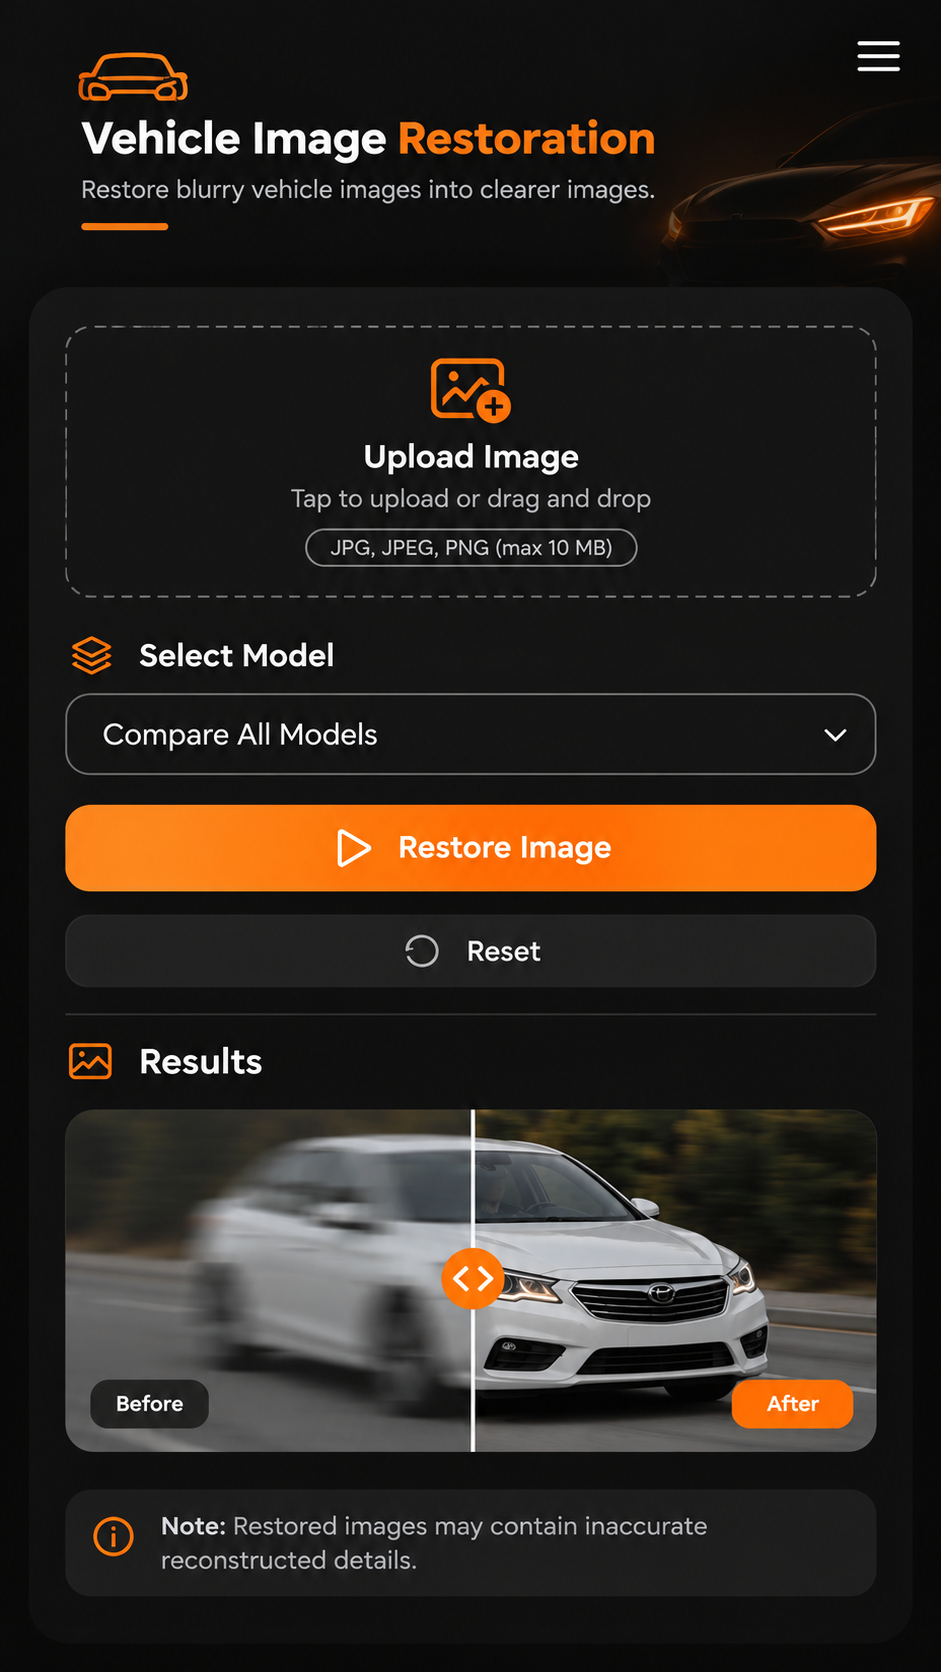 Vehicle Image Restoration
Restore blurry vehicle images into clearer images.
Upload Image
Tap to upload or drag and drop
JPG, JPEG, PNG (max 10 MB)
Select Model
Compare All Models
Restore Image
Reset
Results
Before
After
Note: Restored images may contain inaccurate
reconstructed details.